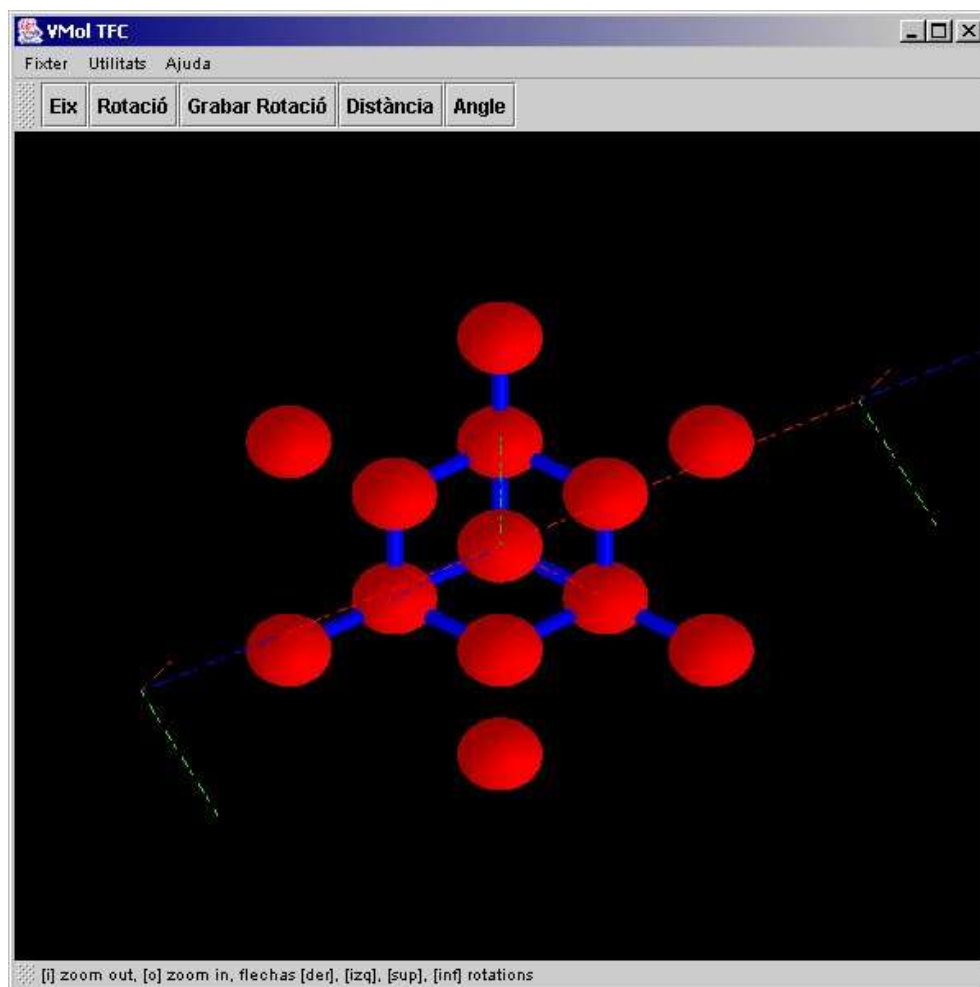 VMol TFC
Fixter Utilitats Ajuda
Eix Rotació Grabar Rotació Distància Angle
[i] zoom out, [o] zoom in, flechas [der], [izq], [sup], [inf] rotations